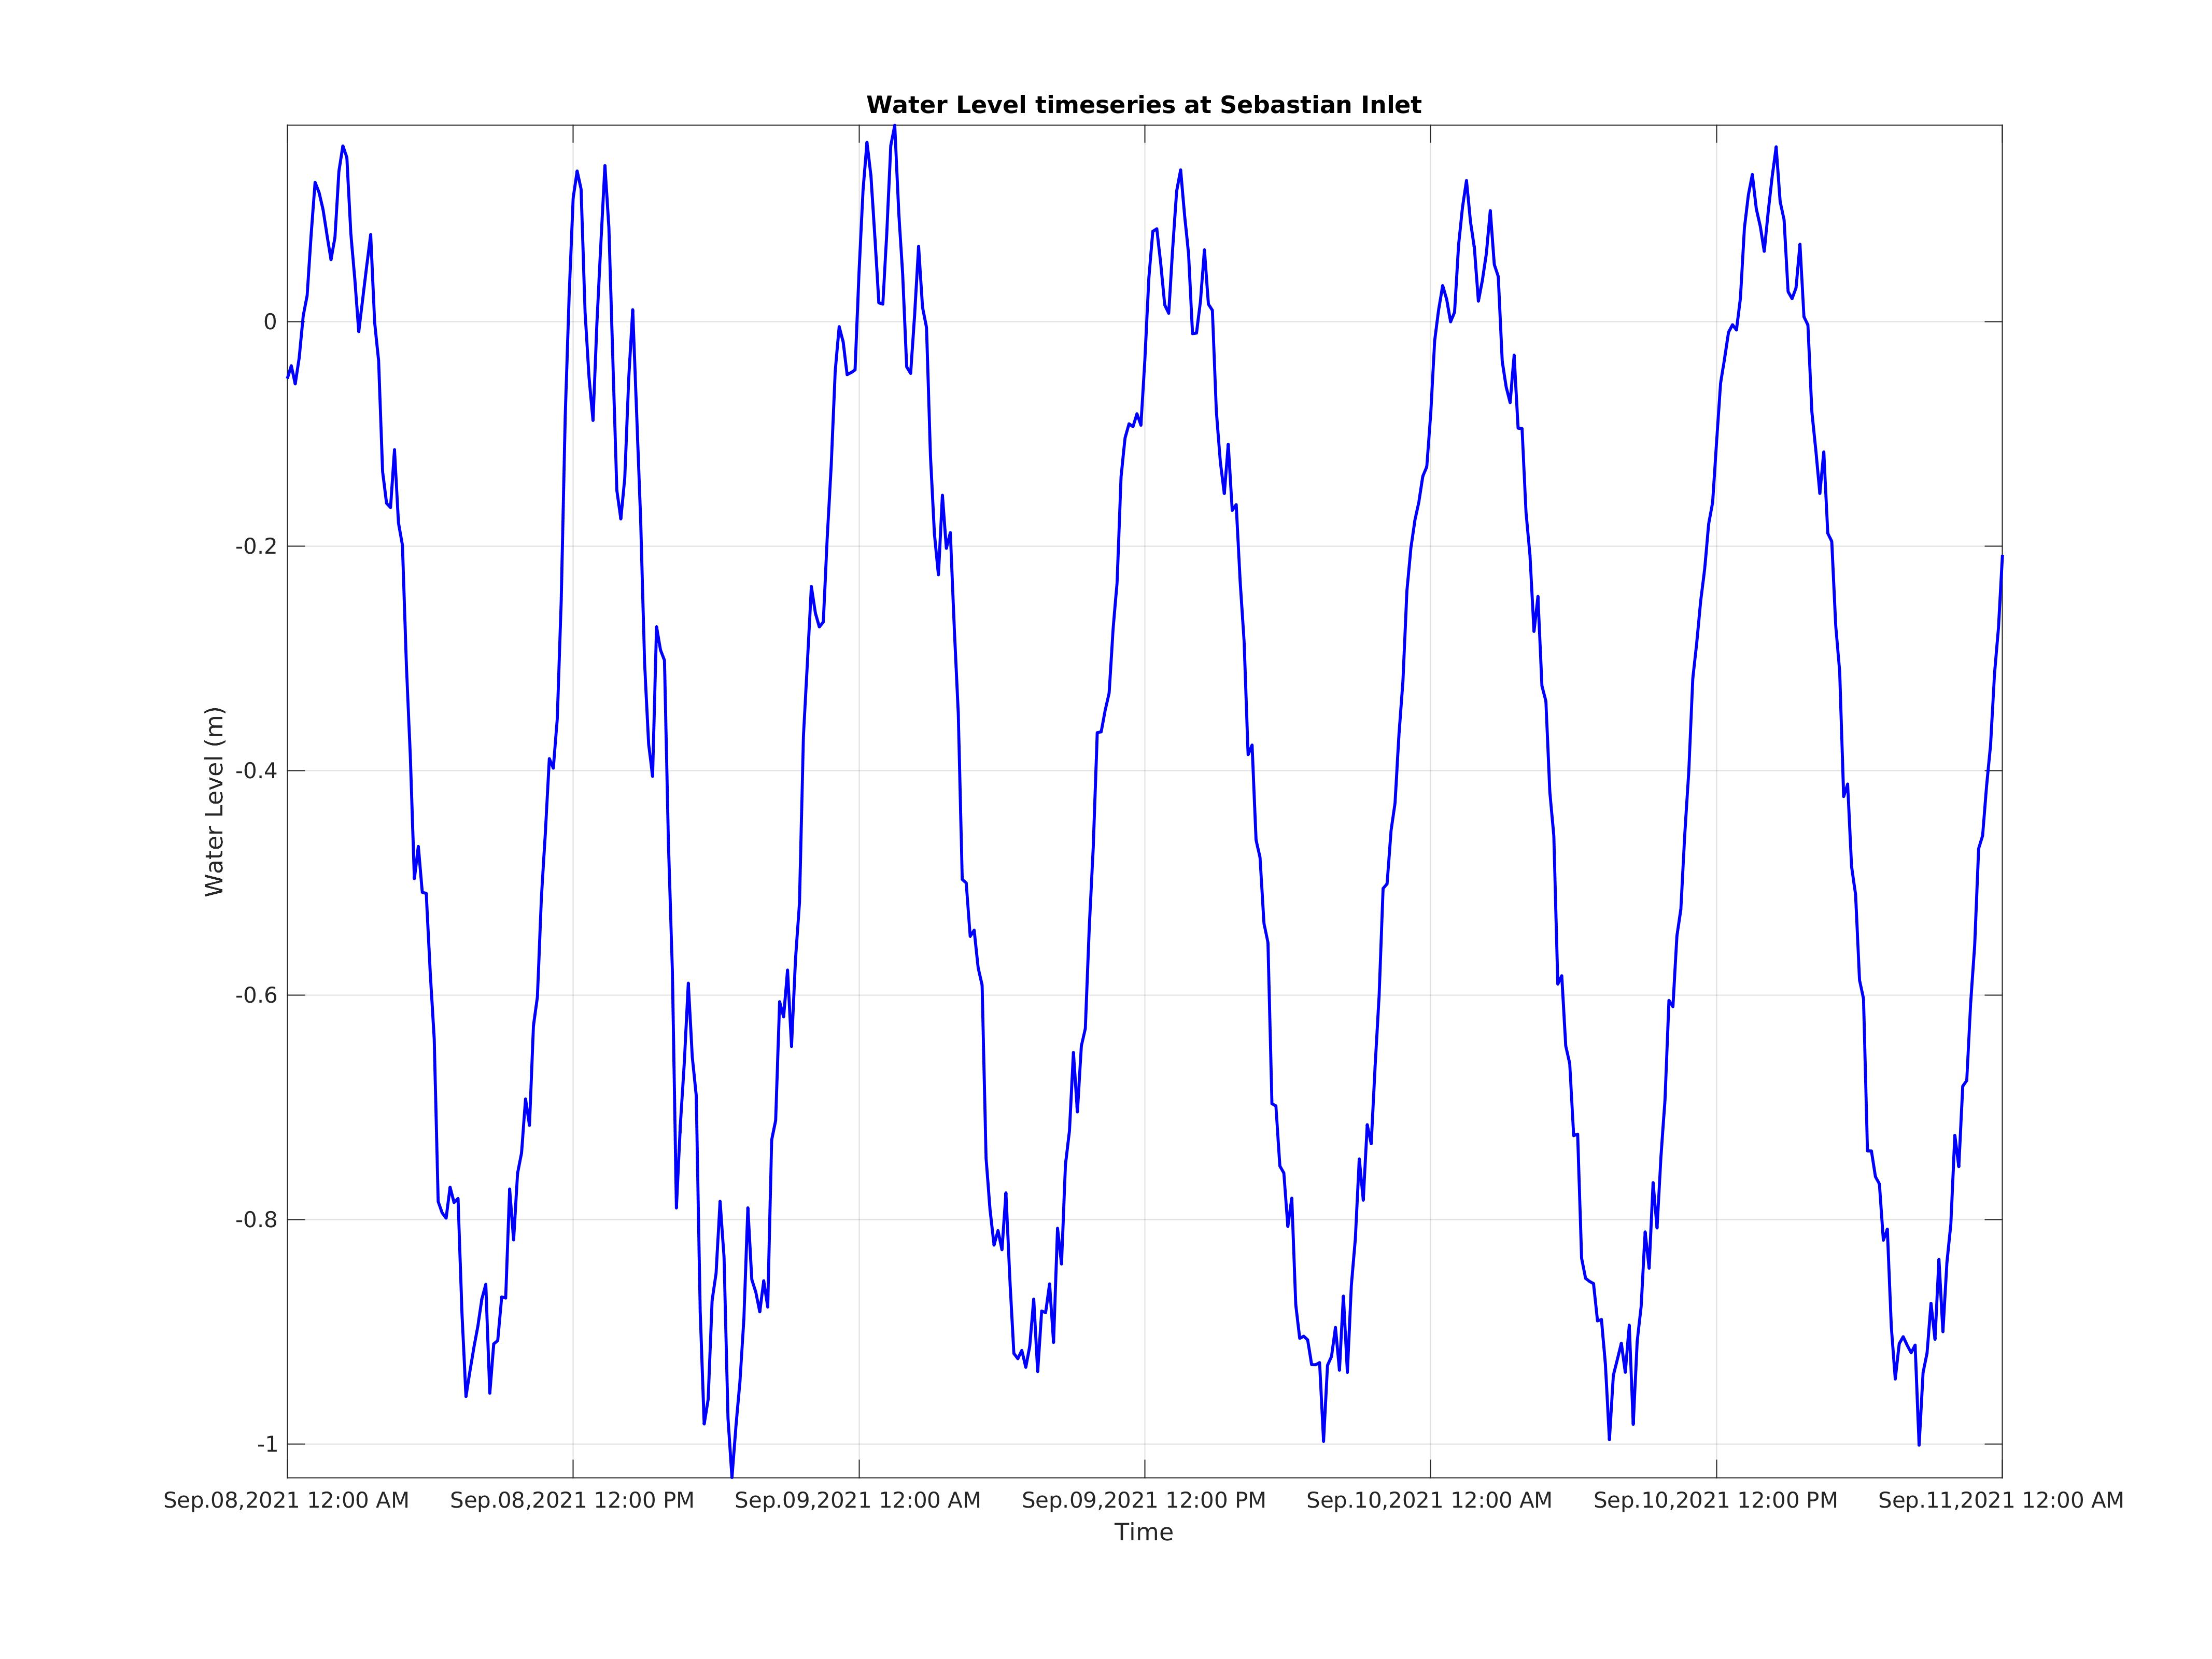 Water Level timeseries at Sebastian Inlet
0
-0.2
-0.4
-0.6
-0.8
-1
Water Level (m)
Sep.08,2021 12:00 AM Sep.08,2021 12:00 PM Sep.09,2021 12:00 AM Sep.09,2021 12:00 PM Sep.10,2021 12:00 AM Sep.10,2021 12:00 PM Sep.11,2021 12:00 AM
Time